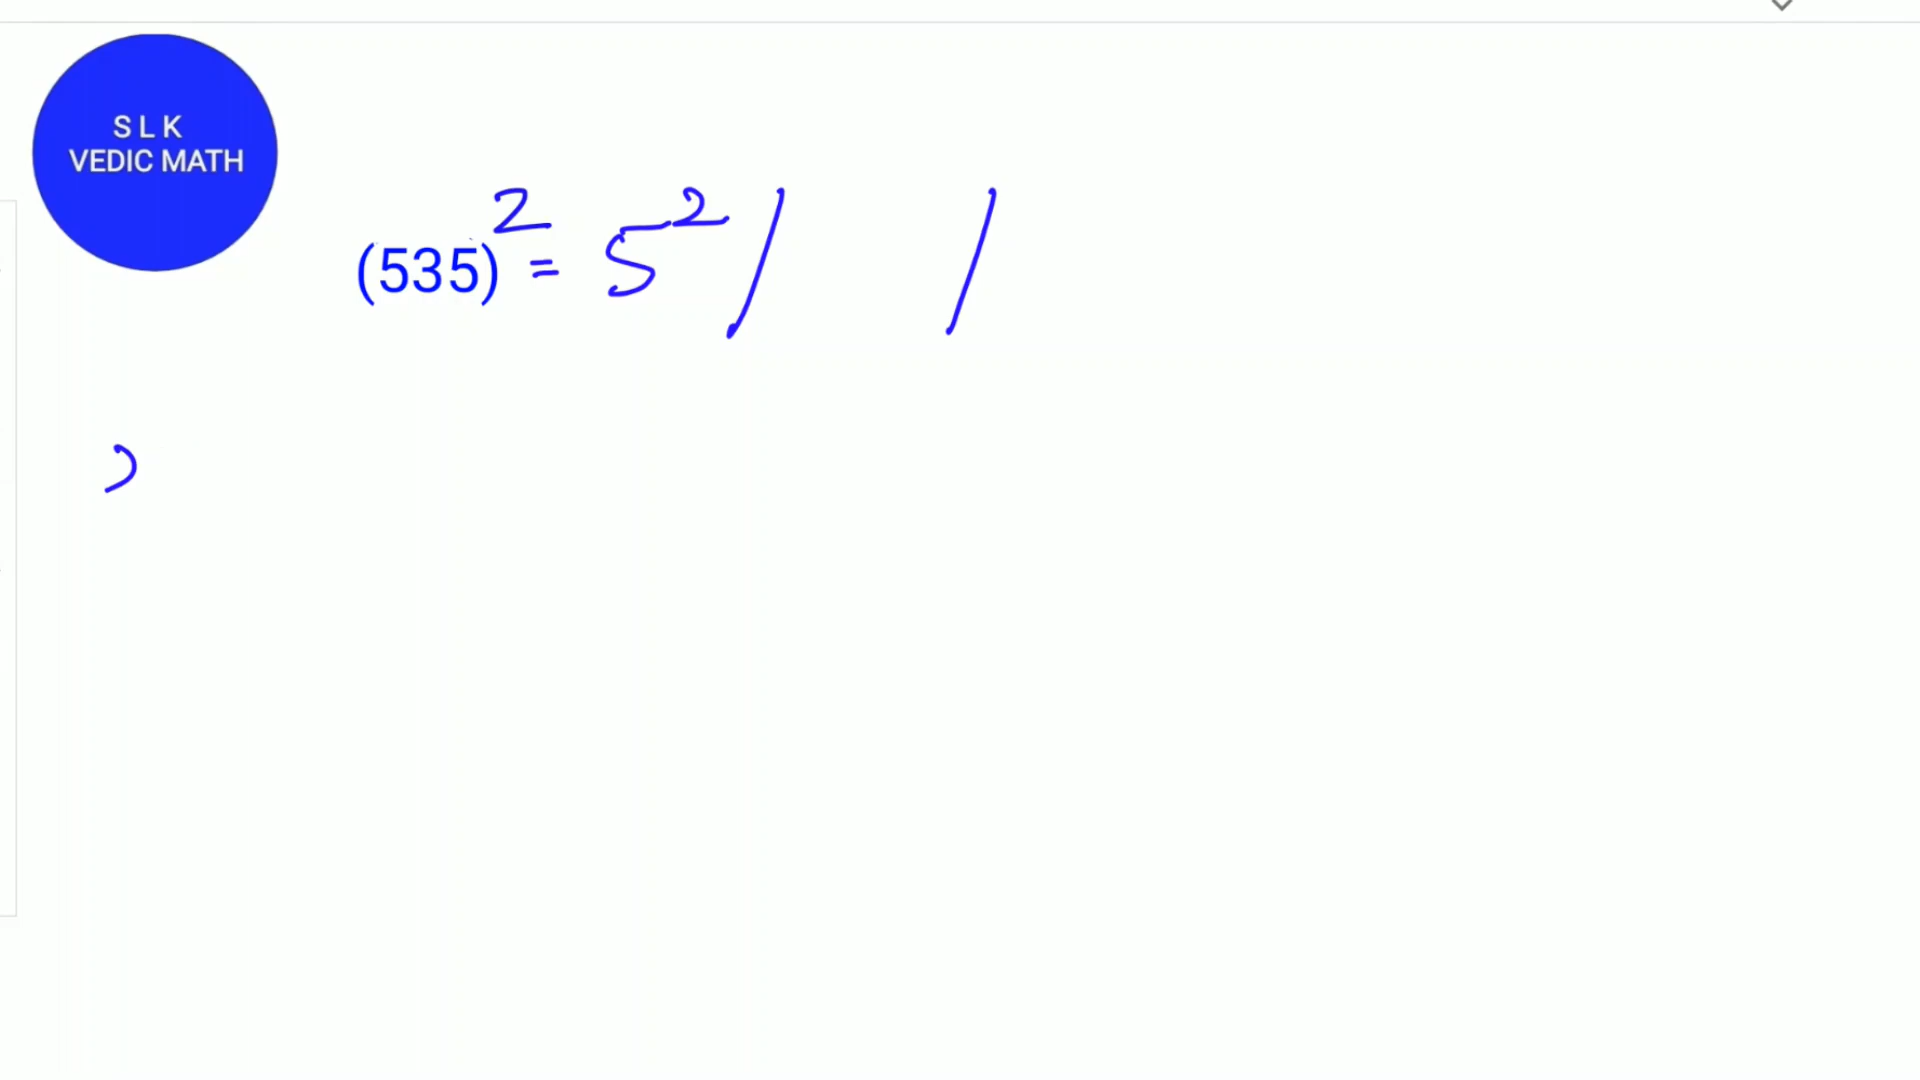 S L K
VEDIC MATH
(535)² = 5² / /